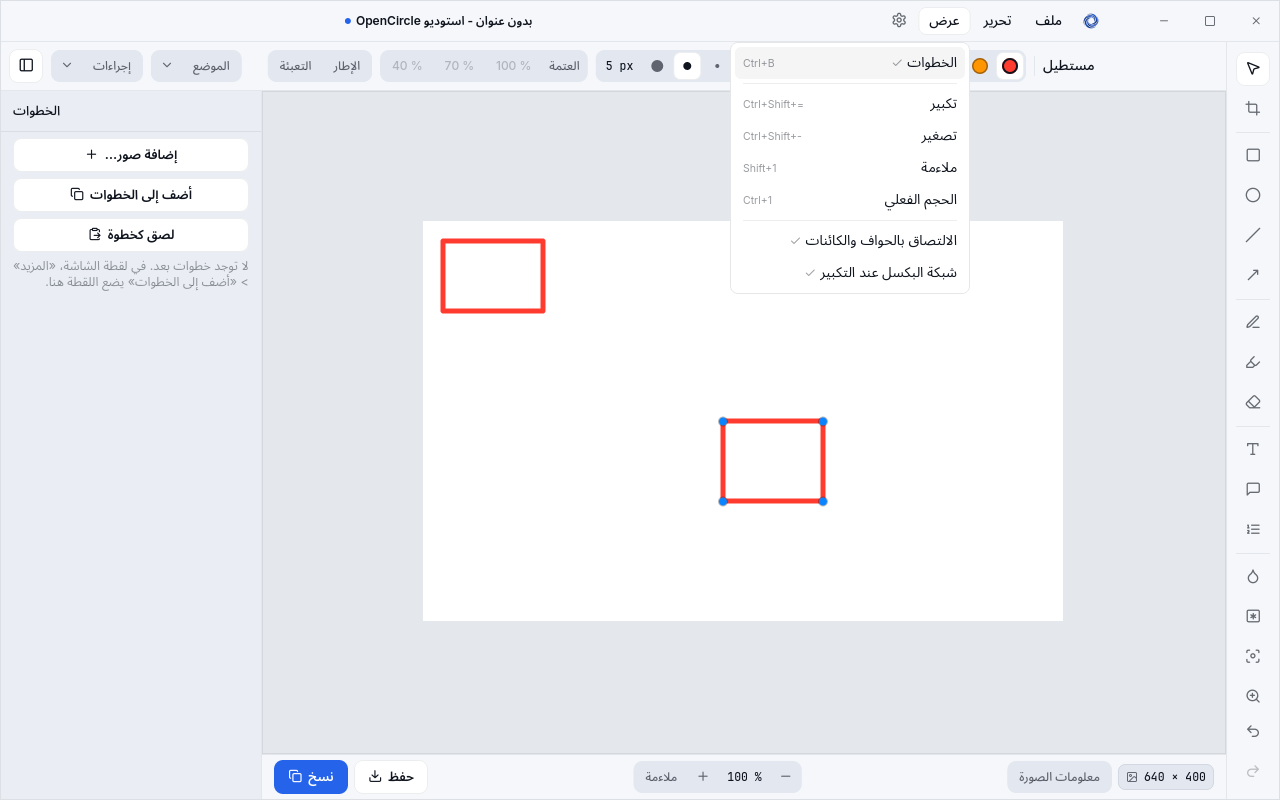 ملف
تحرير
عرض
بدون عنوان - استوديو OpenCircle
مستطيل
5 px
العتمة
100 %
70 %
40 %
الإطار
التعبئة
الموضع
إجراءات
الخطوات Ctrl+B
تكبير Ctrl+Shift+=
تصغير Ctrl+Shift+-
ملاءمة Shift+1
الحجم الفعلي Ctrl+1
الالتصاق بالحواف والكائنات
شبكة البكسل عند التكبير
الخطوات
إضافة صور...
أضف إلى الخطوات
لصق كخطوة
لا توجد خطوات بعد. في لقطة الشاشة، «المزيد»
> «أضف إلى الخطوات» يضع اللقطة هنا.
640 × 400
معلومات الصورة
100 %
ملاءمة
حفظ
نسخ